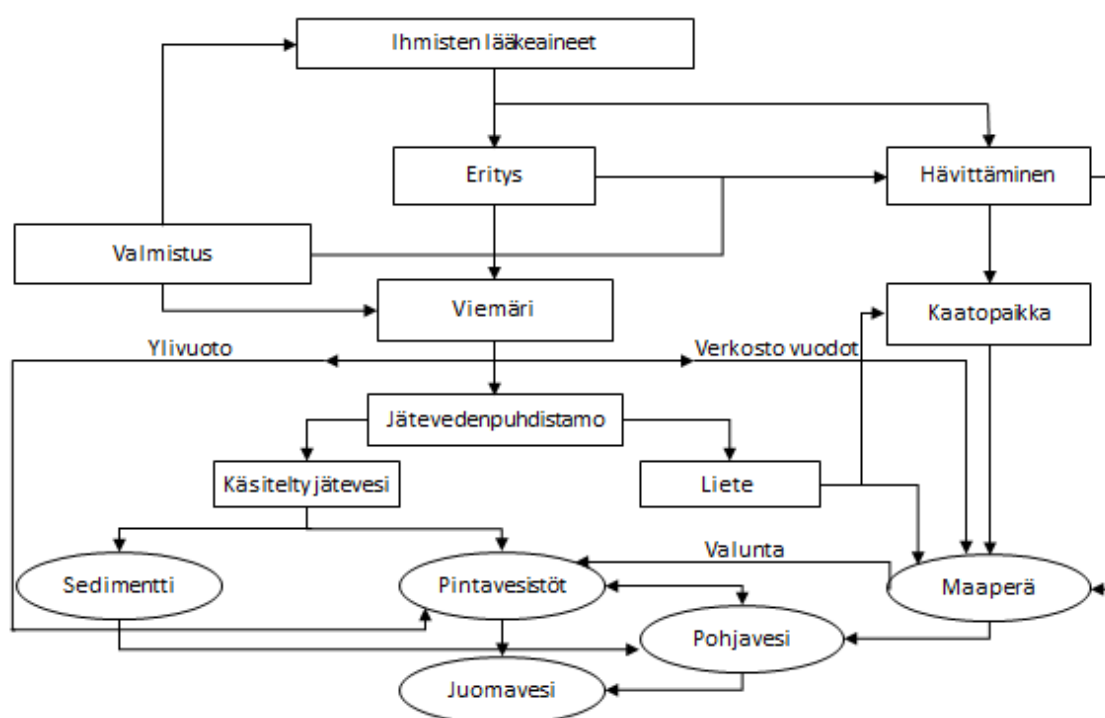 Ihmisten lääkeaineet
Eritys
Hävittäminen
Valmistus
Viemäri
Kaatopaikka
Ylivuoto
Verkosto vuodot
Jätevedenpuhdistamo
Käsitelty jätevesi
Liete
Valunta
Sedimentti
Pintavesistöt
Maaperä
Pohjavesi
Juomavesi